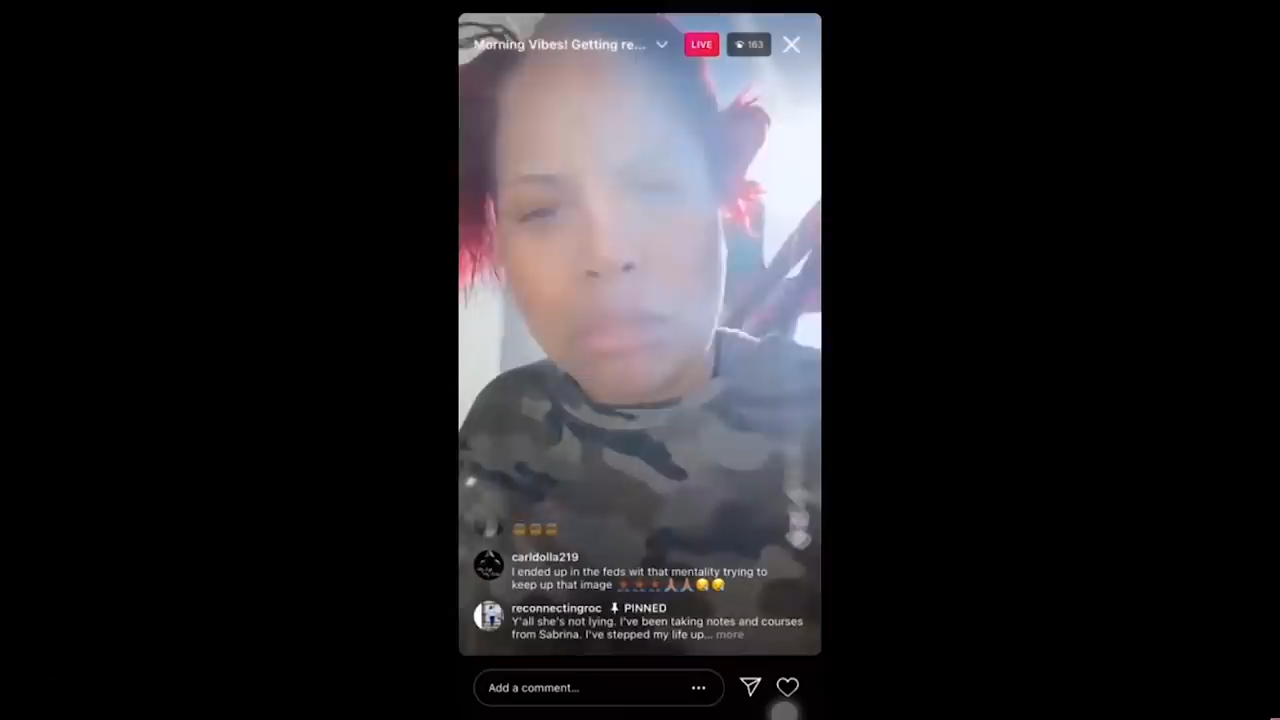 Morning Vibes! Getting re...
LIVE
163
carldolla219
I ended up in the feds wit that mentality trying to
keep up that image
reconnectingroc PINNED
Y'all she's not lying. I've been taking notes and courses
from Sabrina. I've stepped my life up... more
Add a comment...